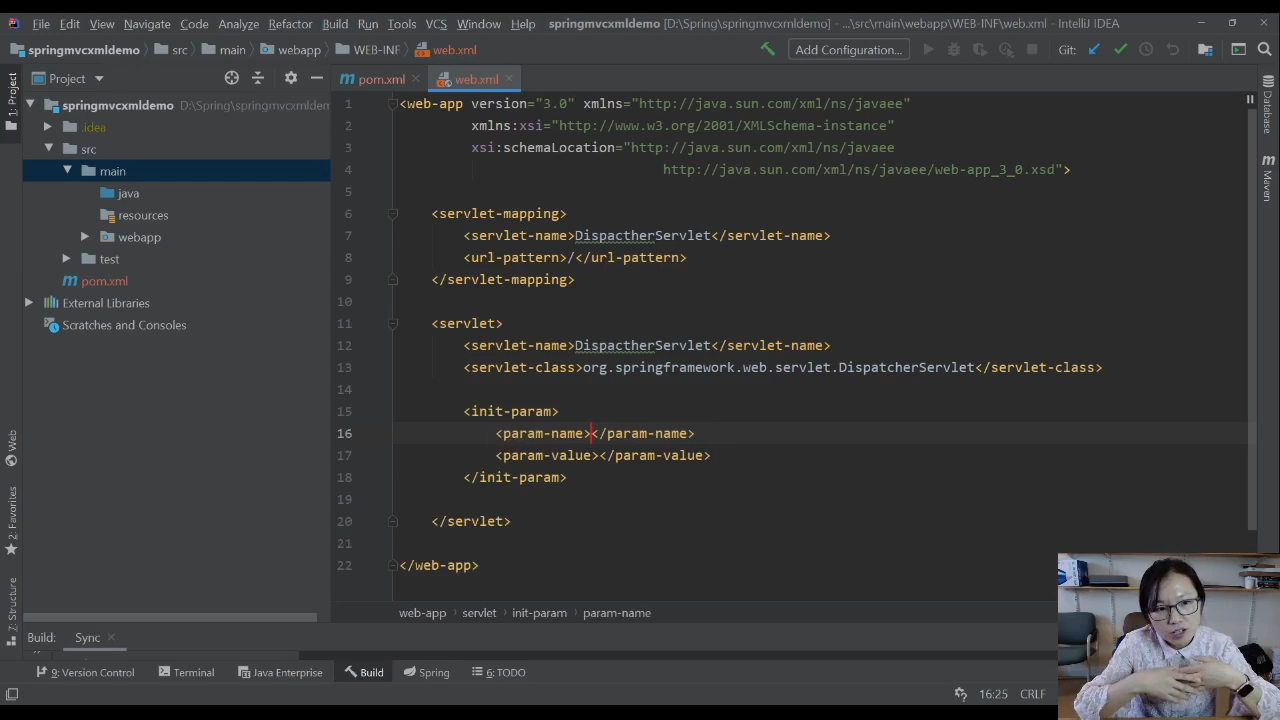 File Edit View Navigate Code Analyze Refactor Build Run Tools VCS Window Help springmvcxmldemo [D:\Spring\springmvcxmldemo] - ...\src\main\webapp\WEB-INF\web.xml - IntelliJ IDEA
springmvcxmldemo src main webapp WEB-INF web.xml Add Configuration... Git:
Project pom.xml web.xml
1: Project
springmvcxmldemo D:\Spring\springmvcxmldemo
.idea
src
main
java
resources
webapp
test
pom.xml
External Libraries
Scratches and Consoles
Web
2: Favorites
7: Structure
1 <web-app version="3.0" xmlns="http://java.sun.com/xml/ns/javaee"
2 xmlns:xsi="http://www.w3.org/2001/XMLSchema-instance"
3 xsi:schemaLocation="http://java.sun.com/xml/ns/javaee
4 http://java.sun.com/xml/ns/javaee/web-app_3_0.xsd">
5
6 <servlet-mapping>
7 <servlet-name>DispactherServlet</servlet-name>
8 <url-pattern>/</url-pattern>
9 </servlet-mapping>
10
11 <servlet>
12 <servlet-name>DispactherServlet</servlet-name>
13 <servlet-class>org.springframework.web.servlet.DispatcherServlet</servlet-class>
14
15 <init-param>
16 <param-name></param-name>
17 <param-value></param-value>
18 </init-param>
19
20 </servlet>
21
22 </web-app>
Database
Maven
web-app servlet init-param param-name
Build: Sync
9: Version Control Terminal Java Enterprise Build Spring 6: TODO
16:25 CRLF